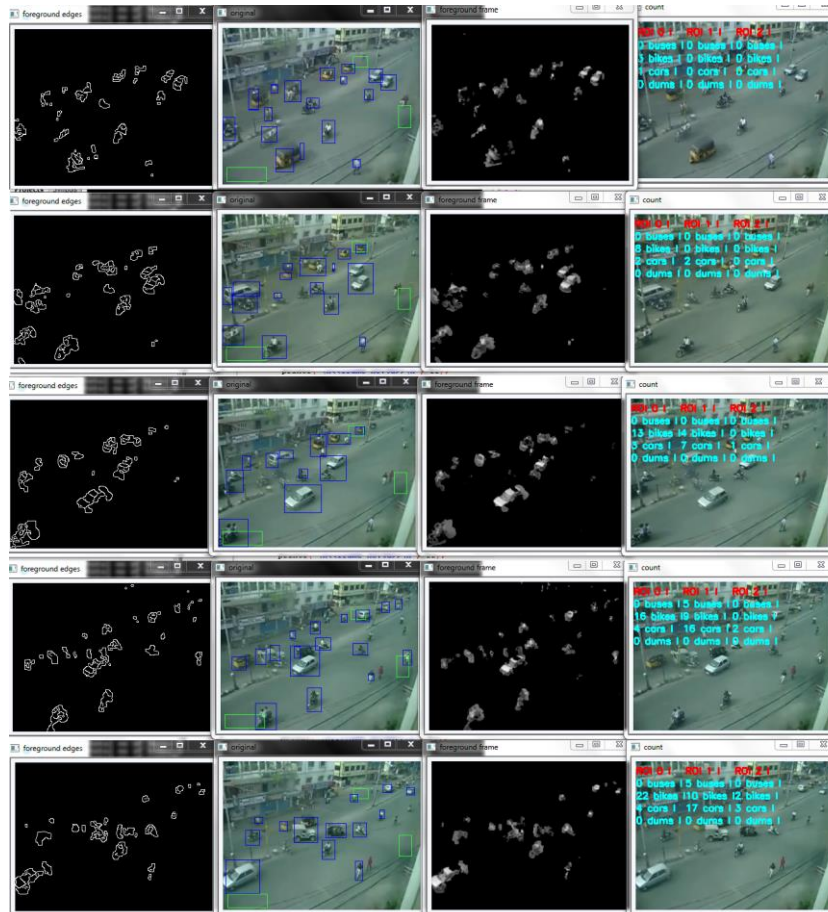 foreground edges
original
foreground frame
count
ROI 0 | ROI 1 | ROI 2 |
0 buses |0 buses |0 buses |
3 bikes |0 bikes |0 bikes |
1 cars | 0 cars | 0 cars |
0 dums |0 dums |0 dums |
foreground edges
original
foreground frame
count
ROI 0 | ROI 1 | ROI 2 |
0 buses |0 buses |0 buses |
8 bikes |0 bikes |0 bikes |
2 cars | 2 cars | 0 cars |
0 dums |0 dums |0 dums |
foreground edges
original
foreground frame
count
ROI 0 | ROI 1 | ROI 2 |
0 buses |0 buses |0 buses |
13 bikes |4 bikes | 0 bikes |
3 cars | 7 cars | 1 cars |
0 dums |0 dums |0 dums |
foreground edges
original
foreground frame
count
ROI 0 | ROI 1 | ROI 2 |
0 buses |5 buses |0 buses |
16 bikes |9 bikes | 0 bikes
4 cars | 16 cars | 2 cars |
0 dums |0 dums |9 dums |
foreground edges
original
foreground frame
count
ROI 0 | ROI 1 | ROI 2 |
0 buses |5 buses |0 buses |
22 bikes |10 bikes |2 bikes |
4 cars | 17 cars | 3 cars |
0 dums |0 dums |0 dums |